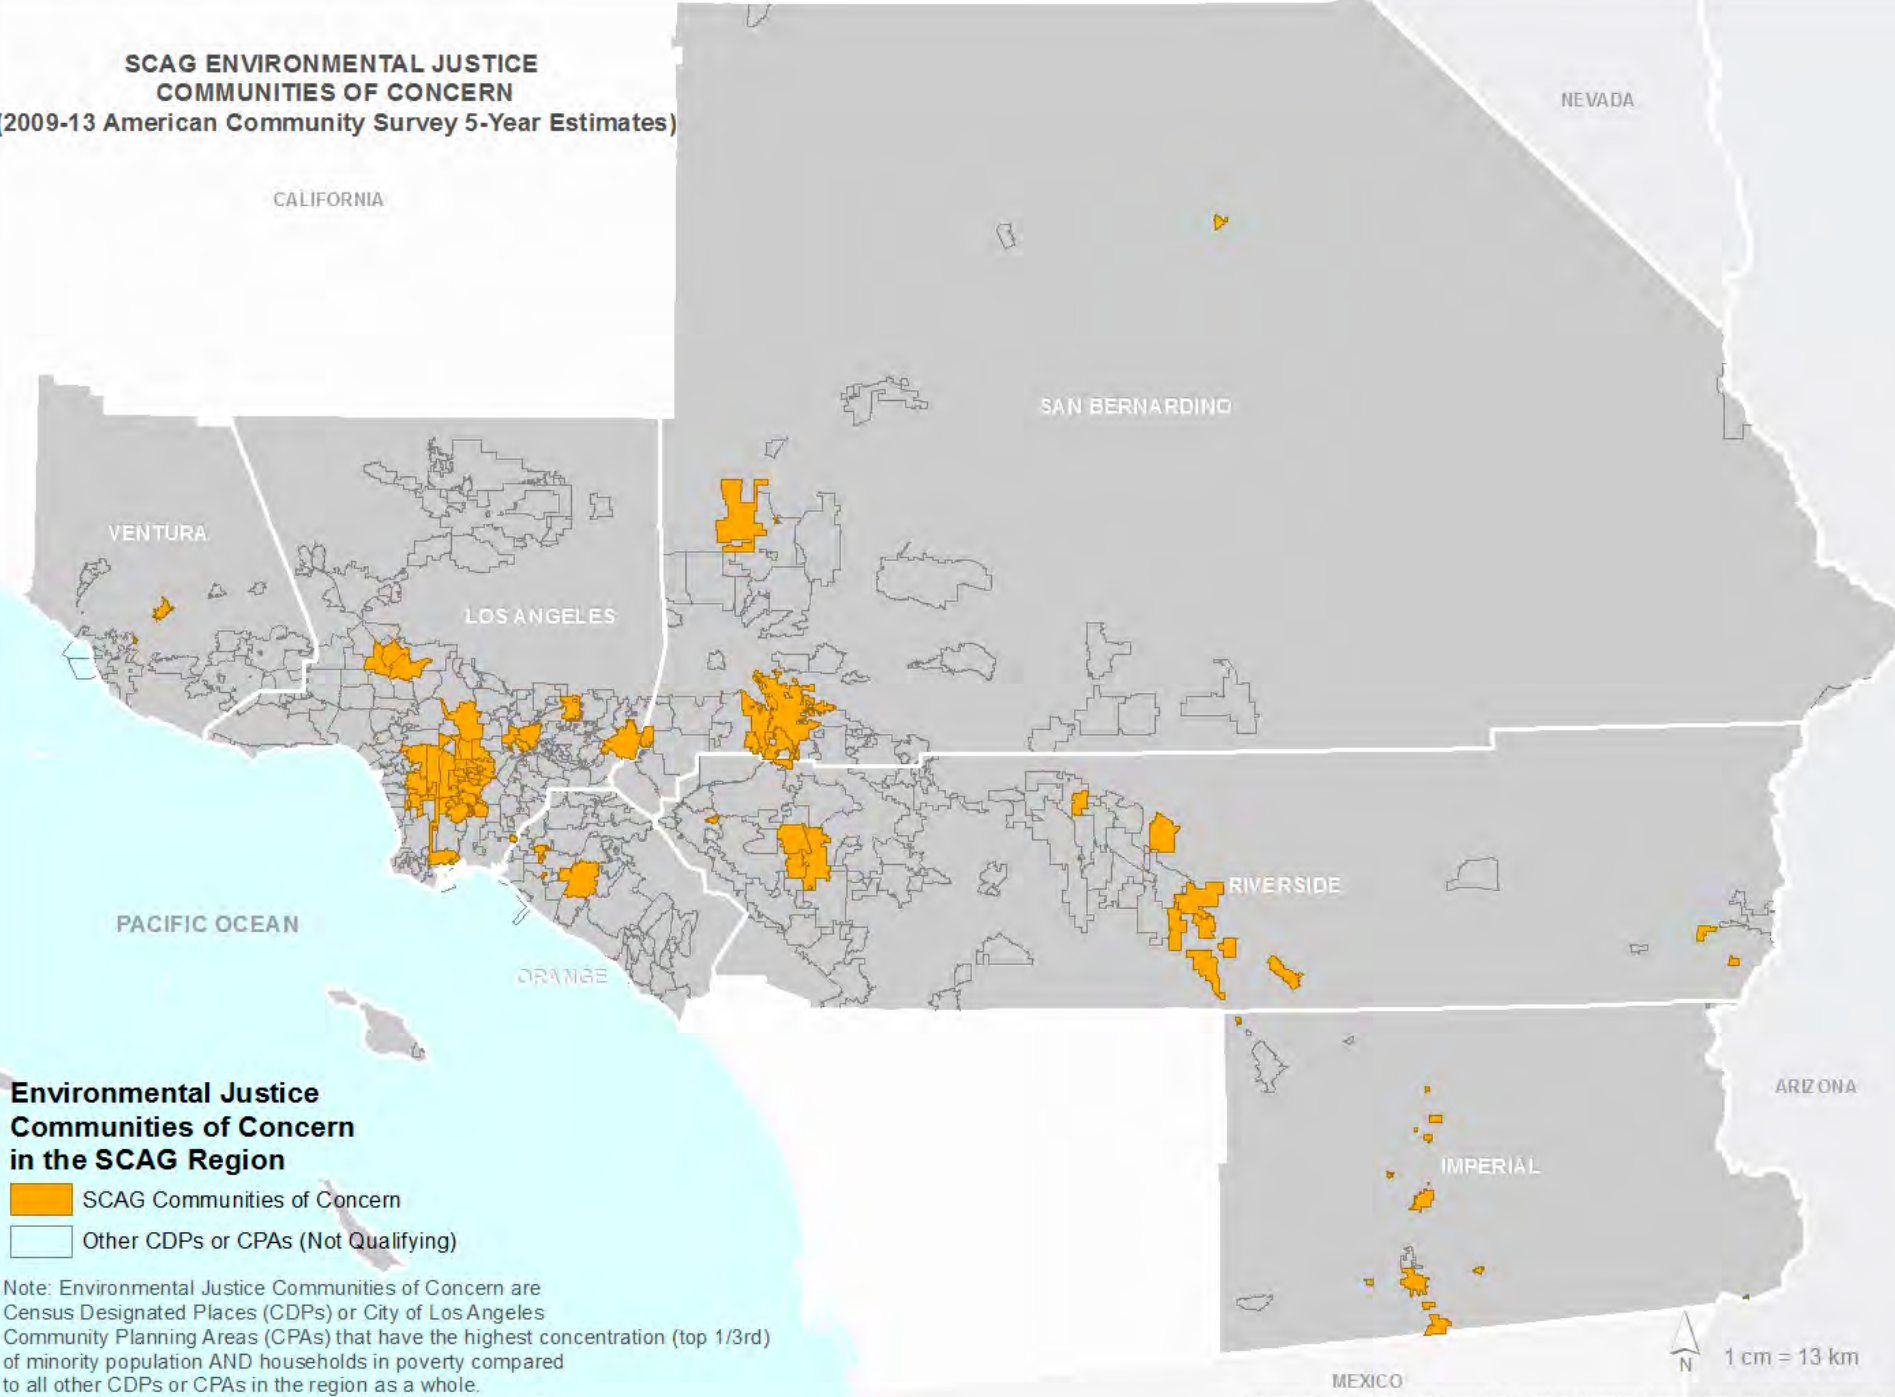 SCAG ENVIRONMENTAL JUSTICE
COMMUNITIES OF CONCERN
(2009-13 American Community Survey 5-Year Estimates)
CALIFORNIA
NEVADA
SAN BERNARDINO
VENTURA
LOS ANGELES
RIVERSIDE
PACIFIC OCEAN
ORANGE
ARIZONA
IMPERIAL
Environmental Justice
Communities of Concern
in the SCAG Region
SCAG Communities of Concern
Other CDPs or CPAs (Not Qualifying)
Note: Environmental Justice Communities of Concern are
Census Designated Places (CDPs) or City of Los Angeles
Community Planning Areas (CPAs) that have the highest concentration (top 1/3rd)
of minority population AND households in poverty compared
to all other CDPs or CPAs in the region as a whole.
N
1 cm = 13 km
MEXICO